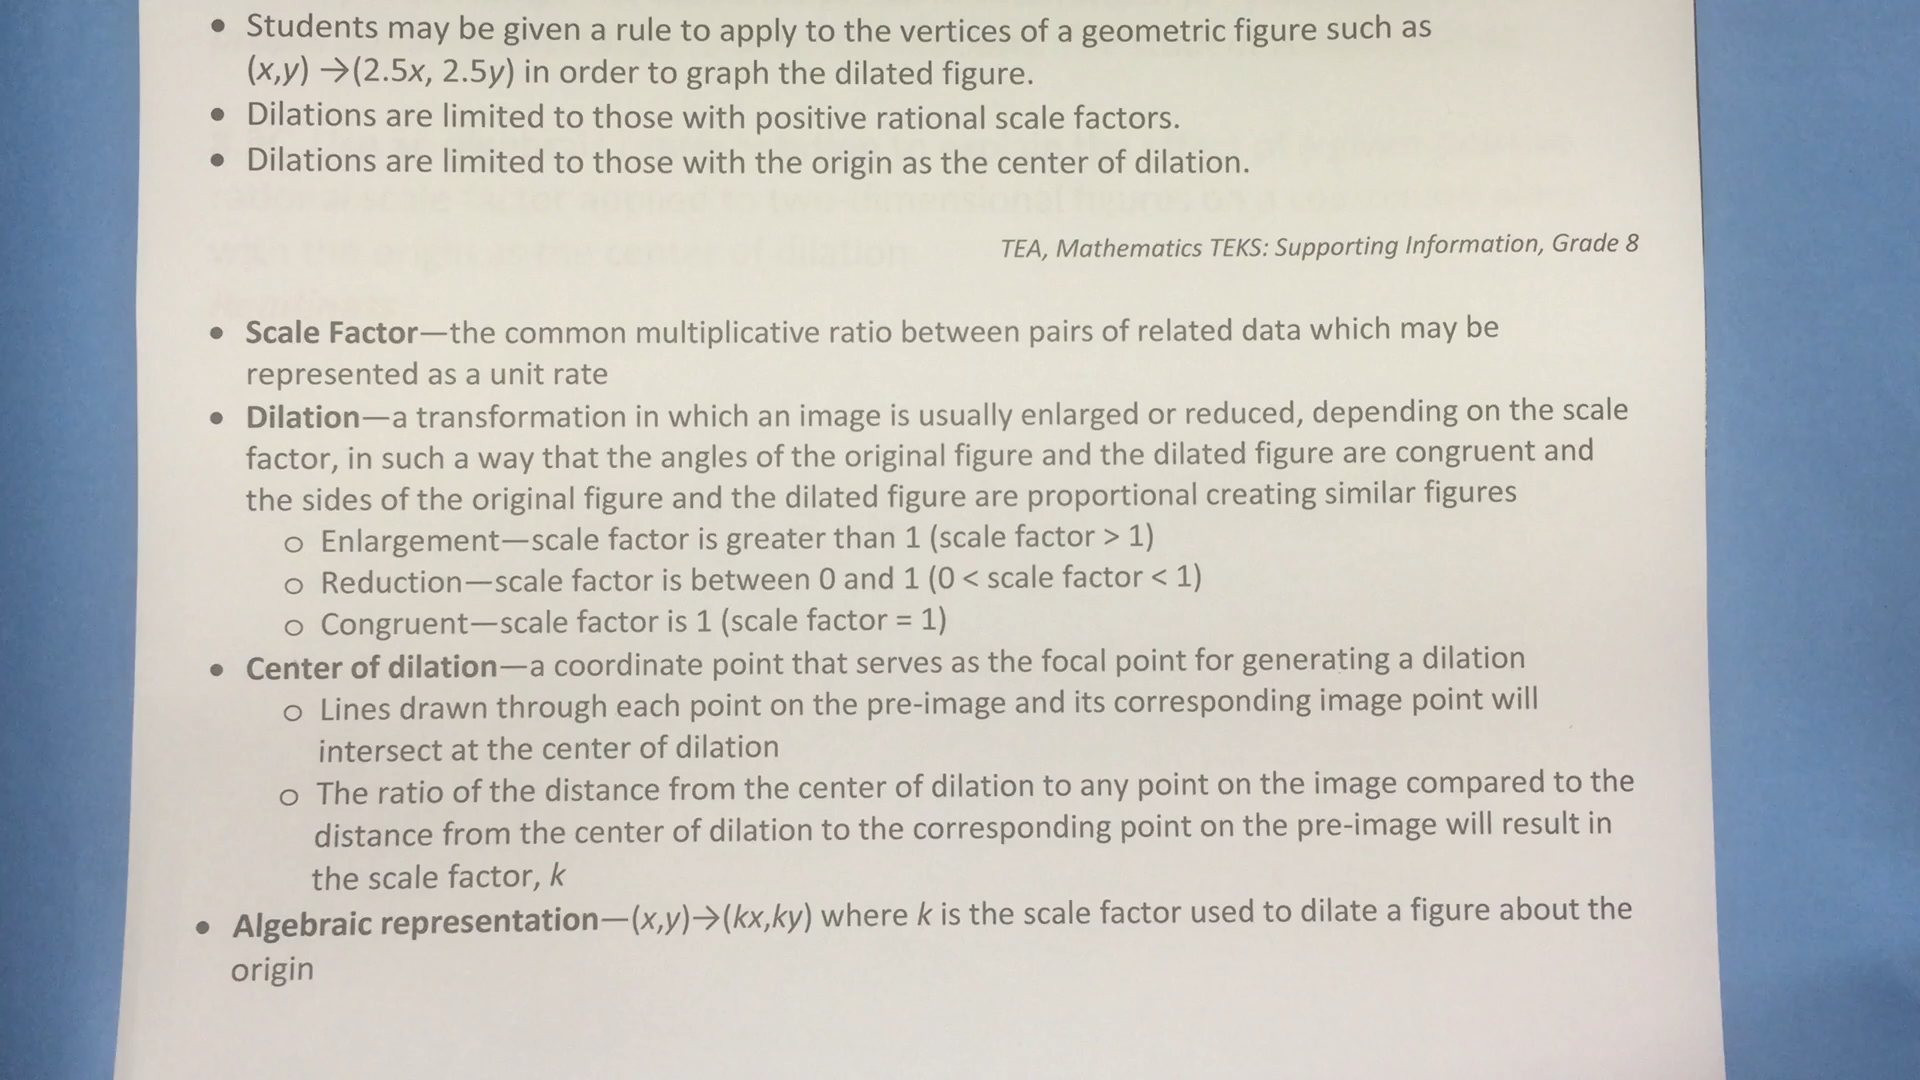 • Students may be given a rule to apply to the vertices of a geometric figure such as
(x,y) →(2.5x, 2.5y) in order to graph the dilated figure.
• Dilations are limited to those with positive rational scale factors.
• Dilations are limited to those with the origin as the center of dilation.
TEA, Mathematics TEKS: Supporting Information, Grade 8
• Scale Factor—the common multiplicative ratio between pairs of related data which may be
represented as a unit rate
• Dilation—a transformation in which an image is usually enlarged or reduced, depending on the scale
factor, in such a way that the angles of the original figure and the dilated figure are congruent and
the sides of the original figure and the dilated figure are proportional creating similar figures
o Enlargement—scale factor is greater than 1 (scale factor > 1)
o Reduction—scale factor is between 0 and 1 (0 < scale factor < 1)
o Congruent—scale factor is 1 (scale factor = 1)
• Center of dilation—a coordinate point that serves as the focal point for generating a dilation
o Lines drawn through each point on the pre-image and its corresponding image point will
intersect at the center of dilation
o The ratio of the distance from the center of dilation to any point on the image compared to the
distance from the center of dilation to the corresponding point on the pre-image will result in
the scale factor, k
• Algebraic representation—(x,y)→(kx,ky) where k is the scale factor used to dilate a figure about the
origin